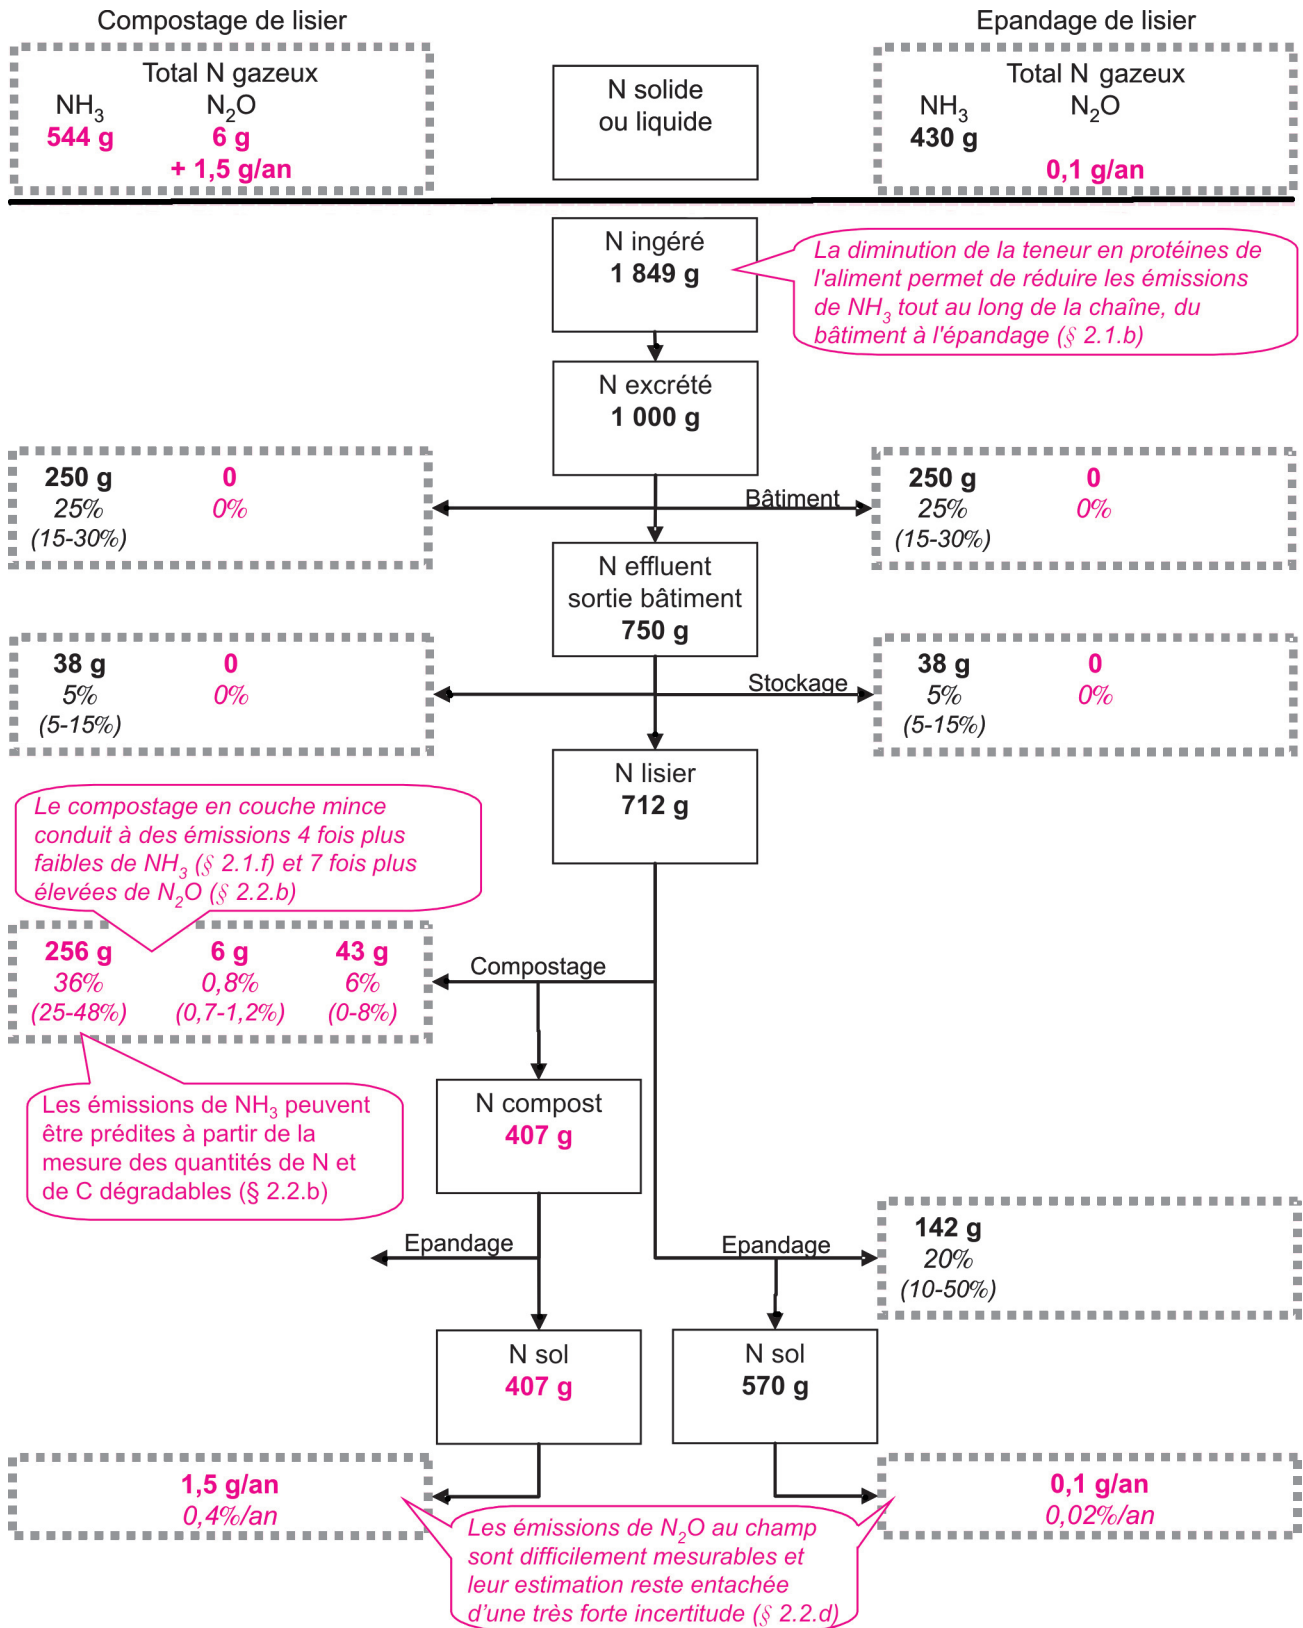 Compostage de lisier
Epandage de lisier
Total N gazeux
NH3
N2O
544 g
6 g
+ 1,5 g/an
N solide
ou liquide
Total N gazeux
NH3
N2O
430 g
0,1 g/an
N ingéré
1 849 g
La diminution de la teneur en protéines de
l'aliment permet de réduire les émissions
de NH3 tout au long de la chaîne, du
bâtiment à l'épandage (§ 2.1.b)
N excrété
1 000 g
250 g
0
25%
0%
(15-30%)
Bâtiment
250 g
0
25%
0%
(15-30%)
N effluent
sortie bâtiment
750 g
38 g
0
5%
0%
(5-15%)
Stockage
38 g
0
5%
0%
(5-15%)
N lisier
712 g
Le compostage en couche mince
conduit à des émissions 4 fois plus
faibles de NH3 (§ 2.1.f) et 7 fois plus
élevées de N2O (§ 2.2.b)
256 g
6 g
43 g
36%
0,8%
6%
(25-48%)
(0,7-1,2%)
(0-8%)
Compostage
N compost
407 g
Les émissions de NH3 peuvent
être prédites à partir de la
mesure des quantités de N et
de C dégradables (§ 2.2.b)
Epandage
Epandage
142 g
20%
(10-50%)
N sol
407 g
N sol
570 g
1,5 g/an
0,4%/an
0,1 g/an
0,02%/an
Les émissions de N2O au champ
sont difficilement mesurables et
leur estimation reste entachée
d'une très forte incertitude (§ 2.2.d)